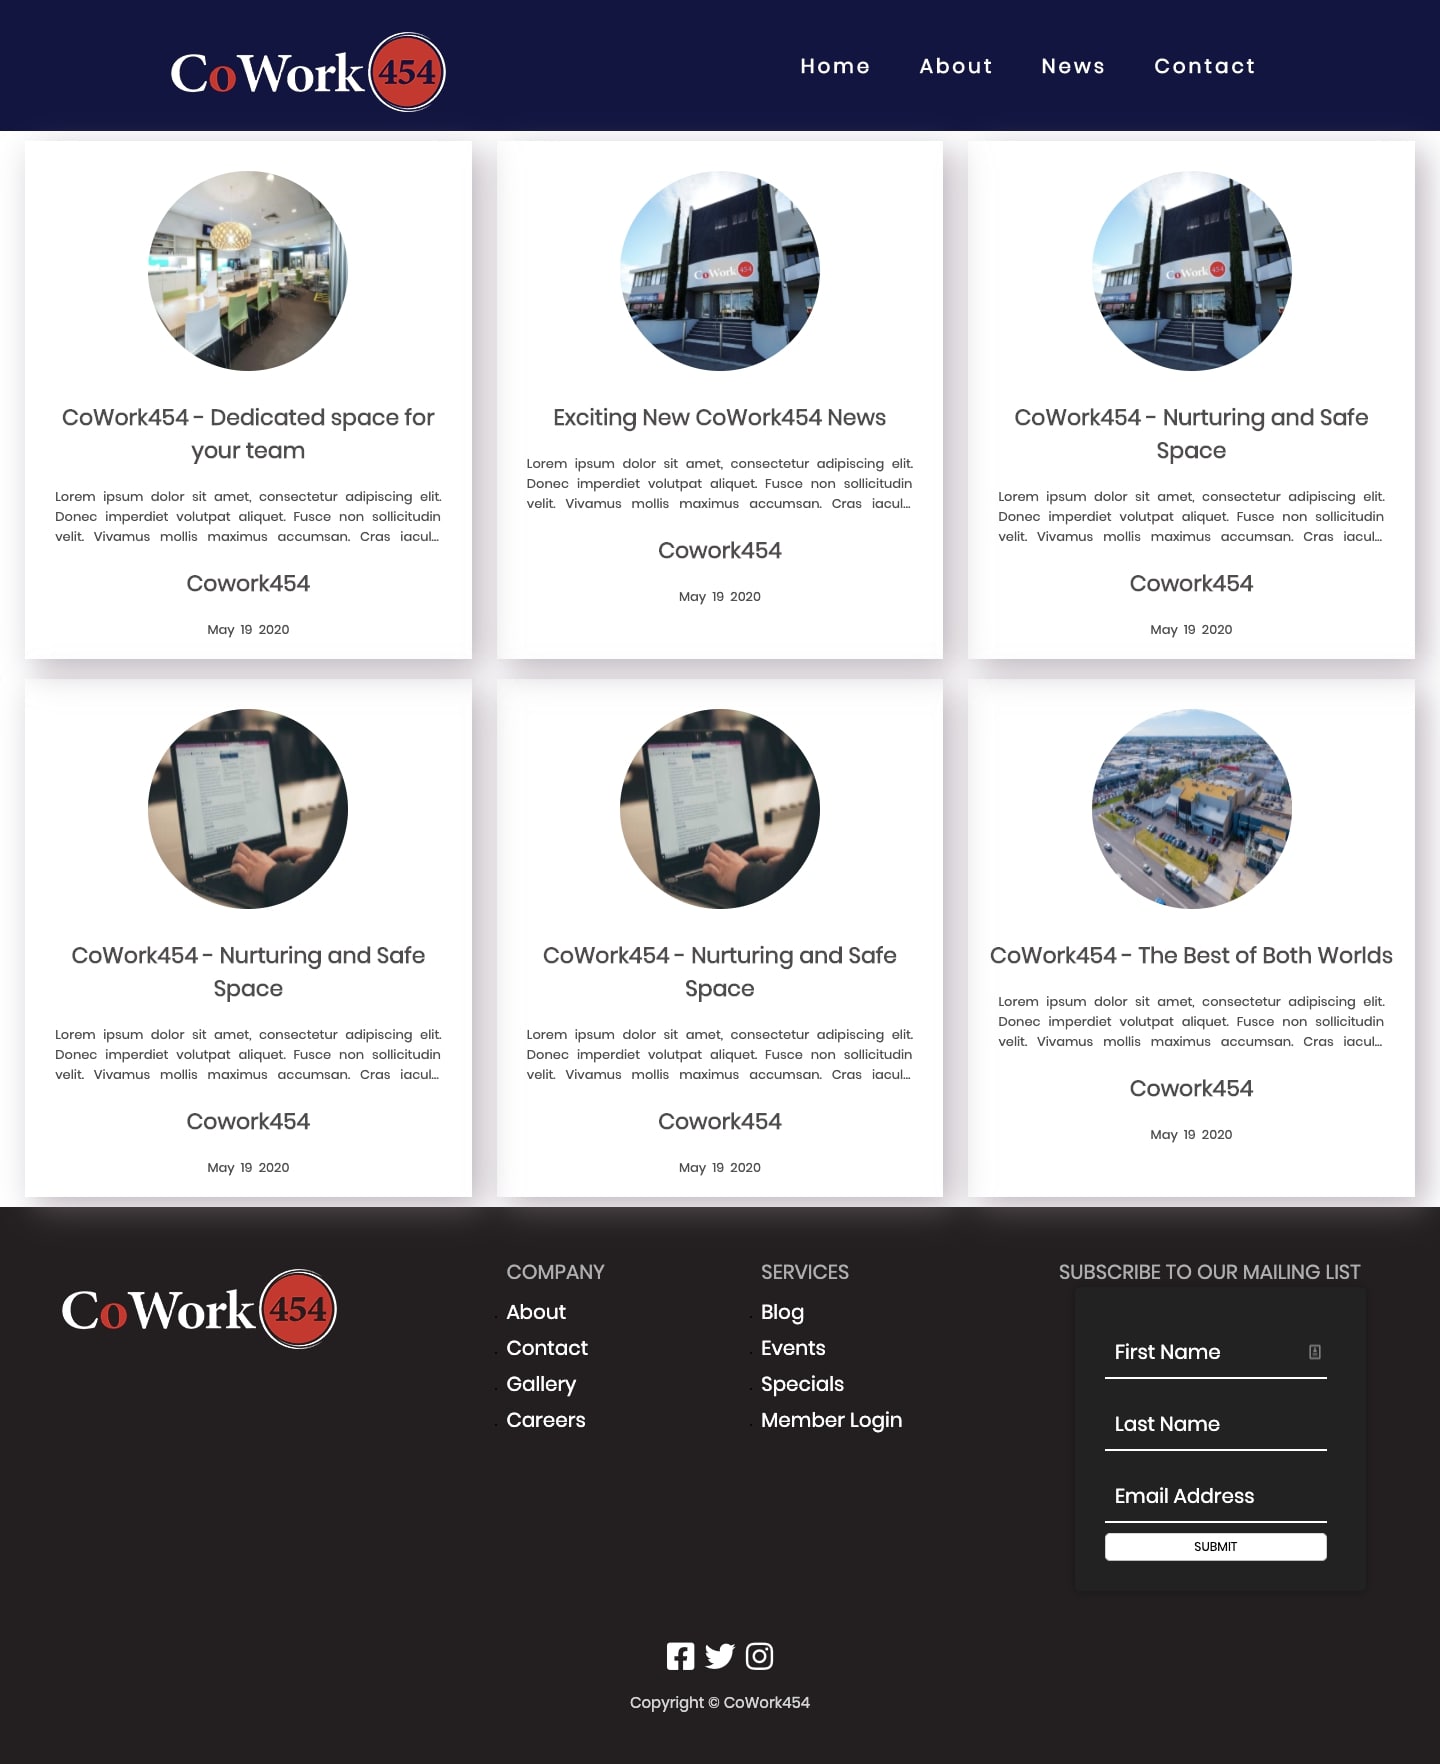 CoWork 454
Home About News Contact
CoWork 454
CoWork 454
CoWork454 - Dedicated space for
your team
Lorem ipsum dolor sit amet, consectetur adipiscing elit.
Donec imperdiet volutpat aliquet. Fusce non sollicitudin
velit. Vivamus mollis maximus accumsan. Cras iacul...
Cowork454
May 19 2020
Exciting New CoWork454 News
Lorem ipsum dolor sit amet, consectetur adipiscing elit.
Donec imperdiet volutpat aliquet. Fusce non sollicitudin
velit. Vivamus mollis maximus accumsan. Cras iacul...
Cowork454
May 19 2020
CoWork454 - Nurturing and Safe
Space
Lorem ipsum dolor sit amet, consectetur adipiscing elit.
Donec imperdiet volutpat aliquet. Fusce non sollicitudin
velit. Vivamus mollis maximus accumsan. Cras iacul...
Cowork454
May 19 2020
CoWork454 - Nurturing and Safe
Space
Lorem ipsum dolor sit amet, consectetur adipiscing elit.
Donec imperdiet volutpat aliquet. Fusce non sollicitudin
velit. Vivamus mollis maximus accumsan. Cras iacul...
Cowork454
May 19 2020
CoWork454 - Nurturing and Safe
Space
Lorem ipsum dolor sit amet, consectetur adipiscing elit.
Donec imperdiet volutpat aliquet. Fusce non sollicitudin
velit. Vivamus mollis maximus accumsan. Cras iacul...
Cowork454
May 19 2020
CoWork454 - The Best of Both Worlds
Lorem ipsum dolor sit amet, consectetur adipiscing elit.
Donec imperdiet volutpat aliquet. Fusce non sollicitudin
velit. Vivamus mollis maximus accumsan. Cras iacul...
Cowork454
May 19 2020
CoWork 454
COMPANY
About
Contact
Gallery
Careers
SERVICES
Blog
Events
Specials
Member Login
SUBSCRIBE TO OUR MAILING LIST
First Name
Last Name
Email Address
SUBMIT
Copyright © CoWork454